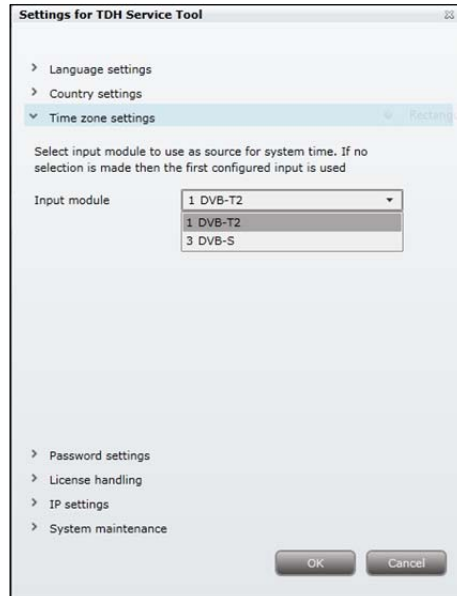 Settings for TDH Service Tool
Language settings
Country settings
Time zone settings
Select input module to use as source for system time. If no
selection is made then the first configured input is used
Input module
1 DVB-T2
1 DVB-T2
3 DVB-S
Password settings
License handling
IP settings
System maintenance
OK
Cancel